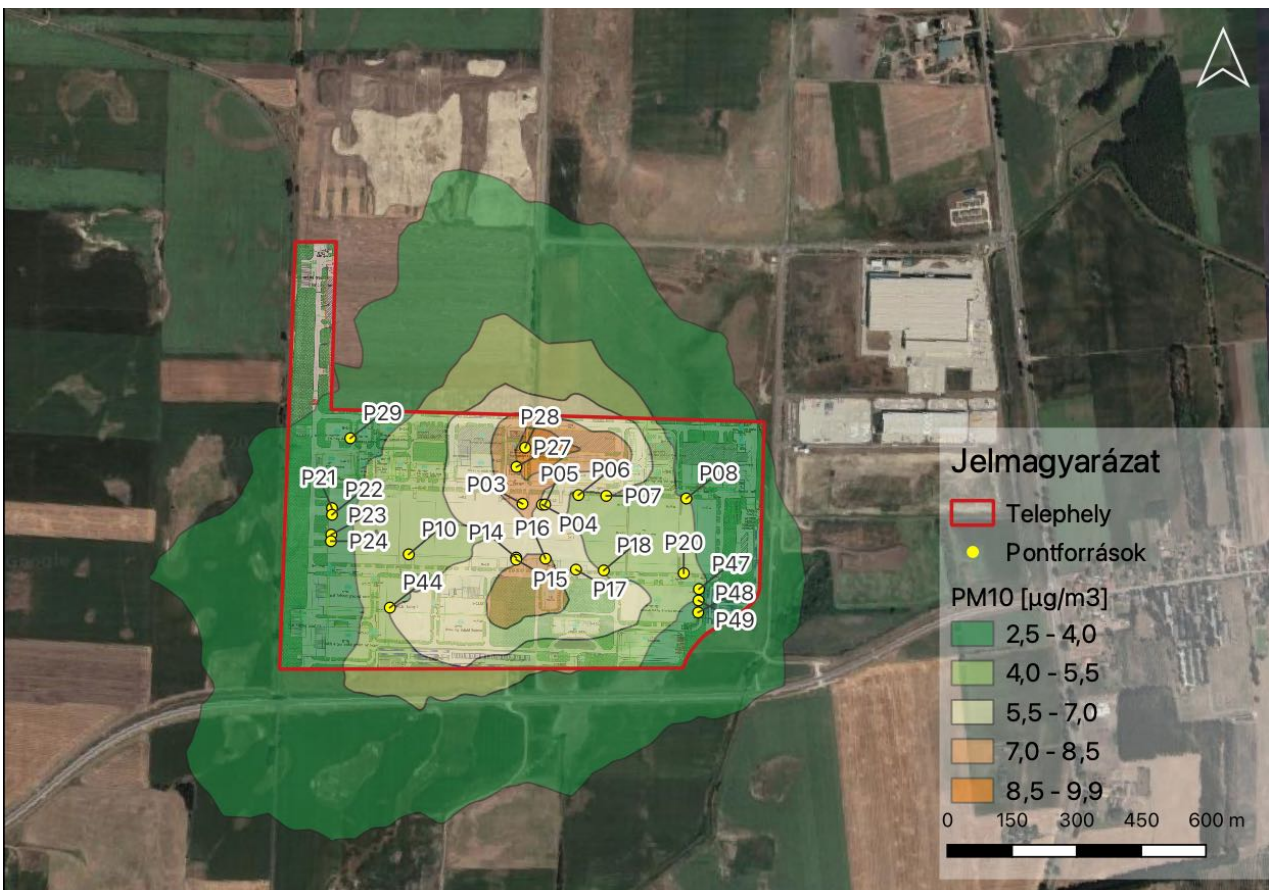 P28
P29
P27
P21
P05
P06
P03
P22
P07
P08
P23
P16
P04
P24
P10
P14
P18
P20
P47
P44
P15
P17
P48
P49
Jelmagyarázat
Telephely
Pontforrások
PM10 [µg/m3]
2,5 - 4,0
4,0 - 5,5
5,5 - 7,0
7,0 - 8,5
8,5 - 9,9
0 150 300 450 600 m